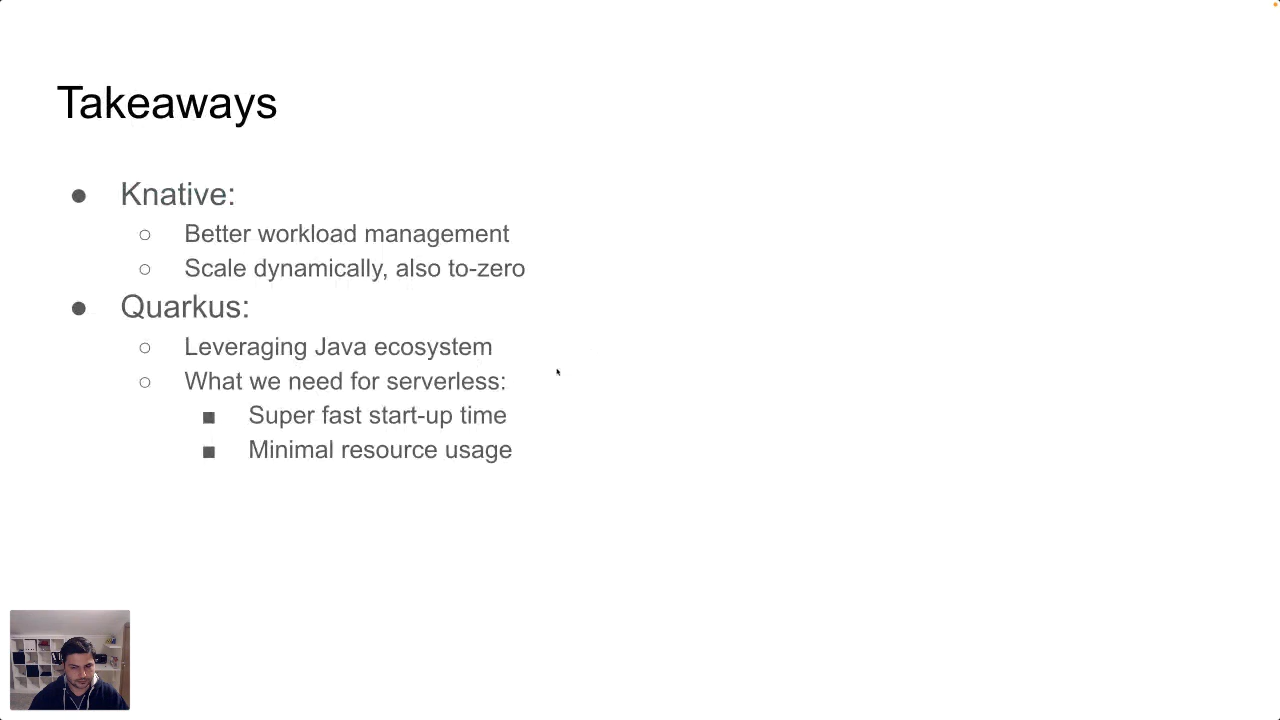 Takeaways
● Knative:
○ Better workload management
○ Scale dynamically, also to-zero
● Quarkus:
○ Leveraging Java ecosystem
○ What we need for serverless:
■ Super fast start-up time
■ Minimal resource usage